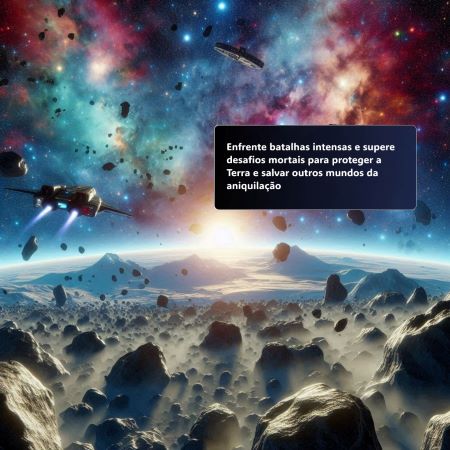 Enfrente batalhas intensas e supere
desafios mortais para proteger a
Terra e salvar outros mundos da
aniquilação